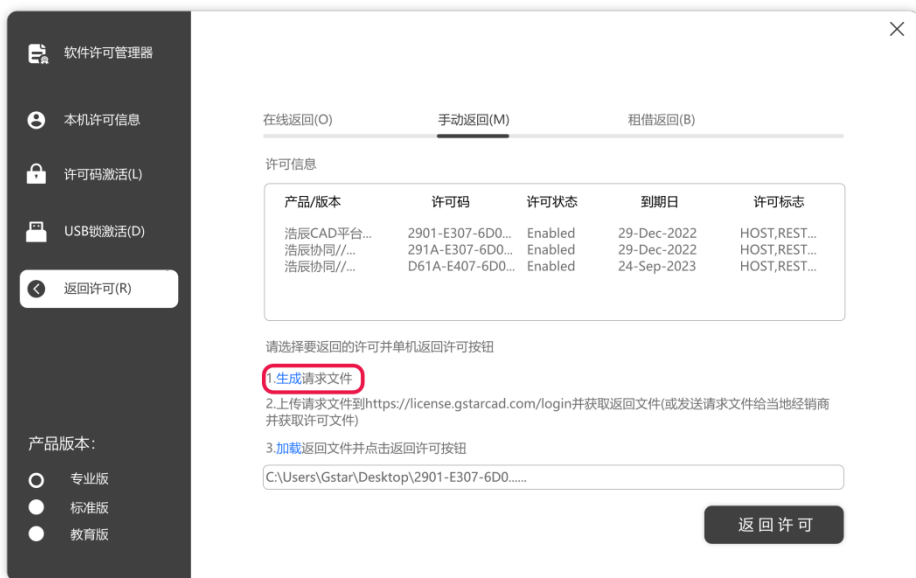 软件许可管理器
本机许可信息
许可码激活(L)
USB锁激活(D)
返回许可(R)
产品版本：
专业版
标准版
教育版
在线返回(O) 手动返回(M) 租借返回(B)
许可信息
产品/版本 许可码 许可状态 到期日 许可标志
浩辰CAD平台... 2901-E307-6D0... Enabled 29-Dec-2022 HOST,REST...
浩辰协同//... 291A-E307-6D0... Enabled 29-Dec-2022 HOST,REST...
浩辰协同//... D61A-E407-6D0... Enabled 24-Sep-2023 HOST,REST...
请选择要返回的许可并单机返回许可按钮
1.生成请求文件
2.上传请求文件到https://license.gstarcad.com/login并获取返回文件(或发送请求文件给当地经销商
并获取许可文件)
3.加载返回文件并点击返回许可按钮
C:\Users\Gstar\Desktop\2901-E307-6D0......
返回许可